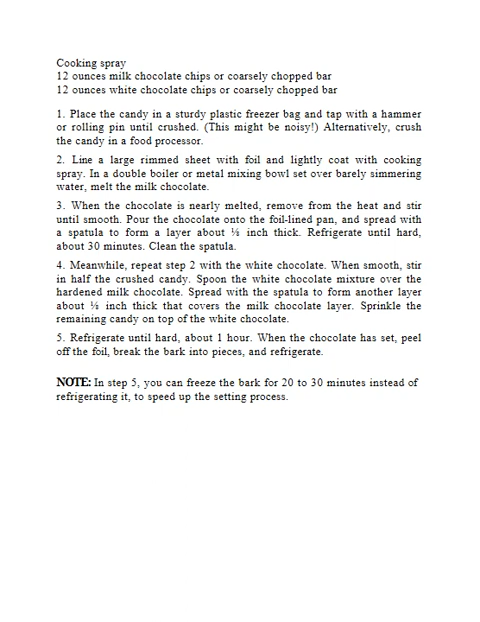 Cooking spray
12 ounces milk chocolate chips or coarsely chopped bar
12 ounces white chocolate chips or coarsely chopped bar
1. Place the candy in a sturdy plastic freezer bag and tap with a hammer
or rolling pin until crushed. (This might be noisy!) Alternatively, crush
the candy in a food processor.
2. Line a large rimmed sheet with foil and lightly coat with cooking
spray. In a double boiler or metal mixing bowl set over barely simmering
water, melt the milk chocolate.
3. When the chocolate is nearly melted, remove from the heat and stir
until smooth. Pour the chocolate onto the foil-lined pan, and spread with
a spatula to form a layer about ⅛ inch thick. Refrigerate until hard,
about 30 minutes. Clean the spatula.
4. Meanwhile, repeat step 2 with the white chocolate. When smooth, stir
in half the crushed candy. Spoon the white chocolate mixture over the
hardened milk chocolate. Spread with the spatula to form another layer
about ⅛ inch thick that covers the milk chocolate layer. Sprinkle the
remaining candy on top of the white chocolate.
5. Refrigerate until hard, about 1 hour. When the chocolate has set, peel
off the foil, break the bark into pieces, and refrigerate.
NOTE: In step 5, you can freeze the bark for 20 to 30 minutes instead of
refrigerating it, to speed up the setting process.